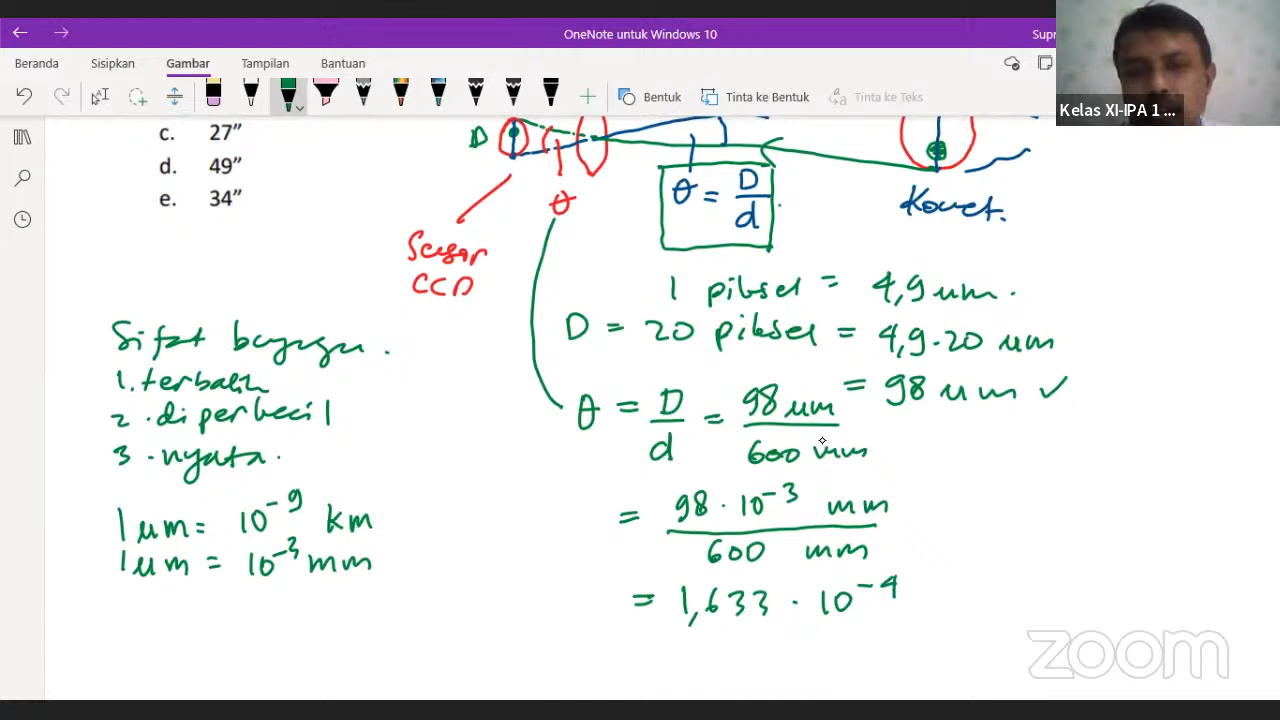 OneNote untuk Windows 10
Supr
Beranda Sisipkan Gambar Tampilan Bantuan
Bentuk Tinta ke Bentuk Tinta ke Teks
Kelas XI-IPA 1 ...
c. 27”
d. 49”
e. 34”
D
θ
θ = D/d
Komet.
Sensor
CCD
1 piksel = 4,9 um.
D = 20 piksel = 4,9.20 um
= 98 um ✓
θ = D/d = 98 um / 600 mm
= 98 . 10⁻³ mm / 600 mm
= 1,633 . 10⁻⁴
Sifat bayangan.
1. terbalik
2. diperkecil
3. nyata.
1 um = 10⁻⁹ km
1 um = 10⁻³ mm
zoom